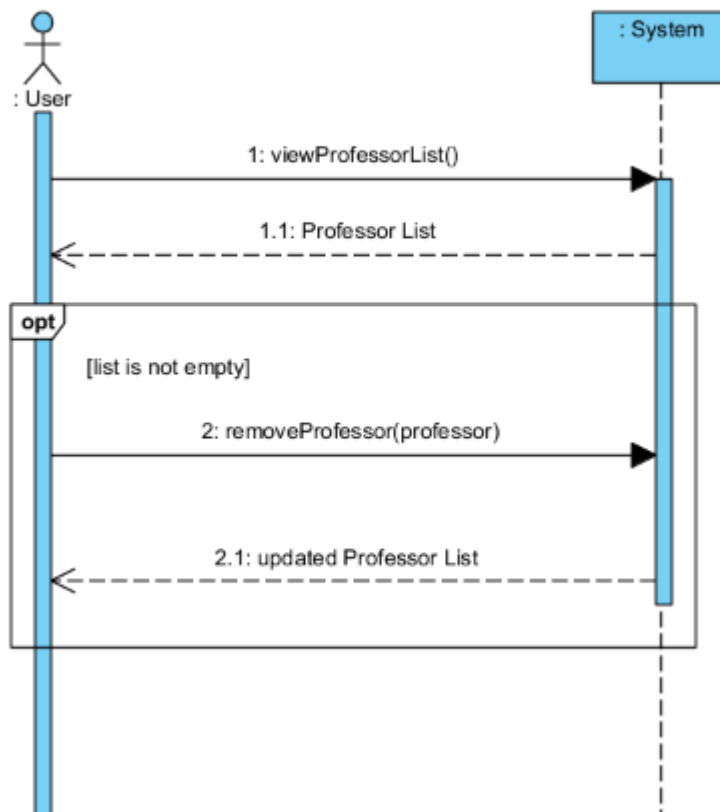 : System
: User
1: viewProfessorList()
1.1: Professor List
opt
[list is not empty]
2: removeProfessor(professor)
2.1: updated Professor List